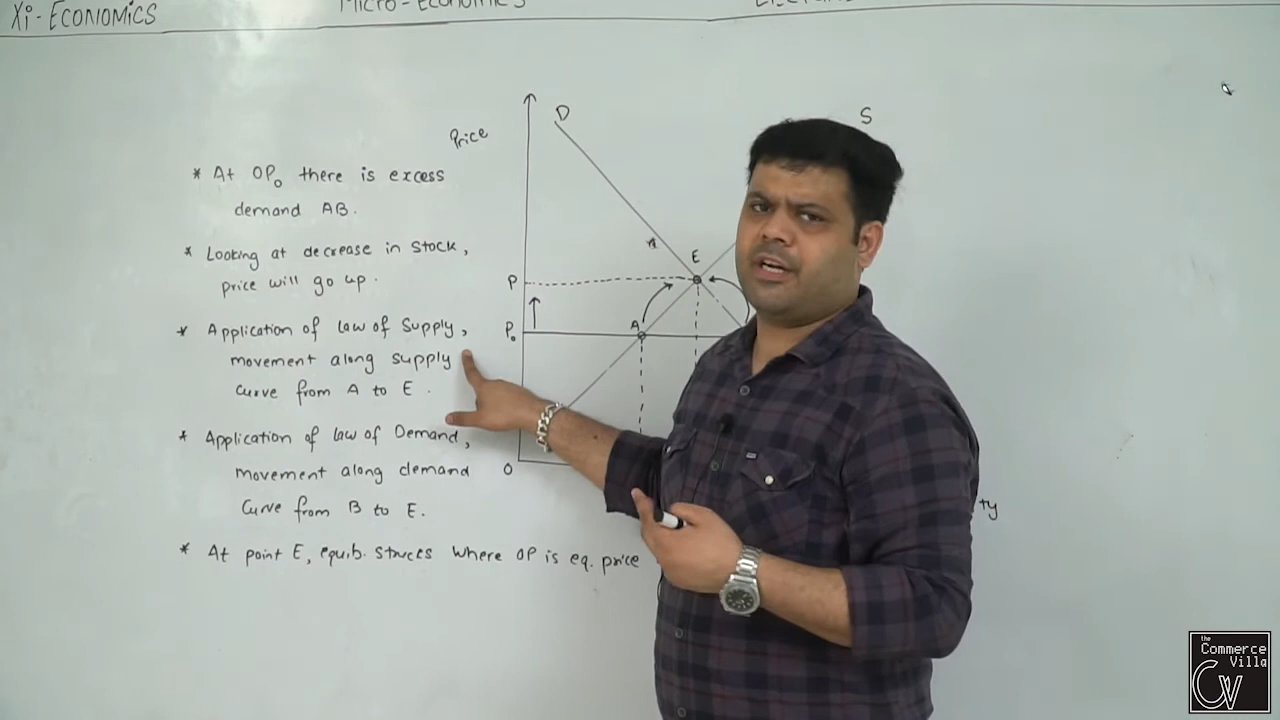 Xi - ECONOMICS
MICRO-ECONOMICS
Price
D
S
* At OP₀ there is excess
demand AB.
* Looking at decrease in stock,
price will go up.
* Application of law of Supply,
movement along supply
curve from A to E.
* Application of law of Demand,
movement along demand
curve from B to E.
* At point E, equib. struces where OP is eq. price
E
P
A
P₀
O
ty
the
Commerce
Villa
CV